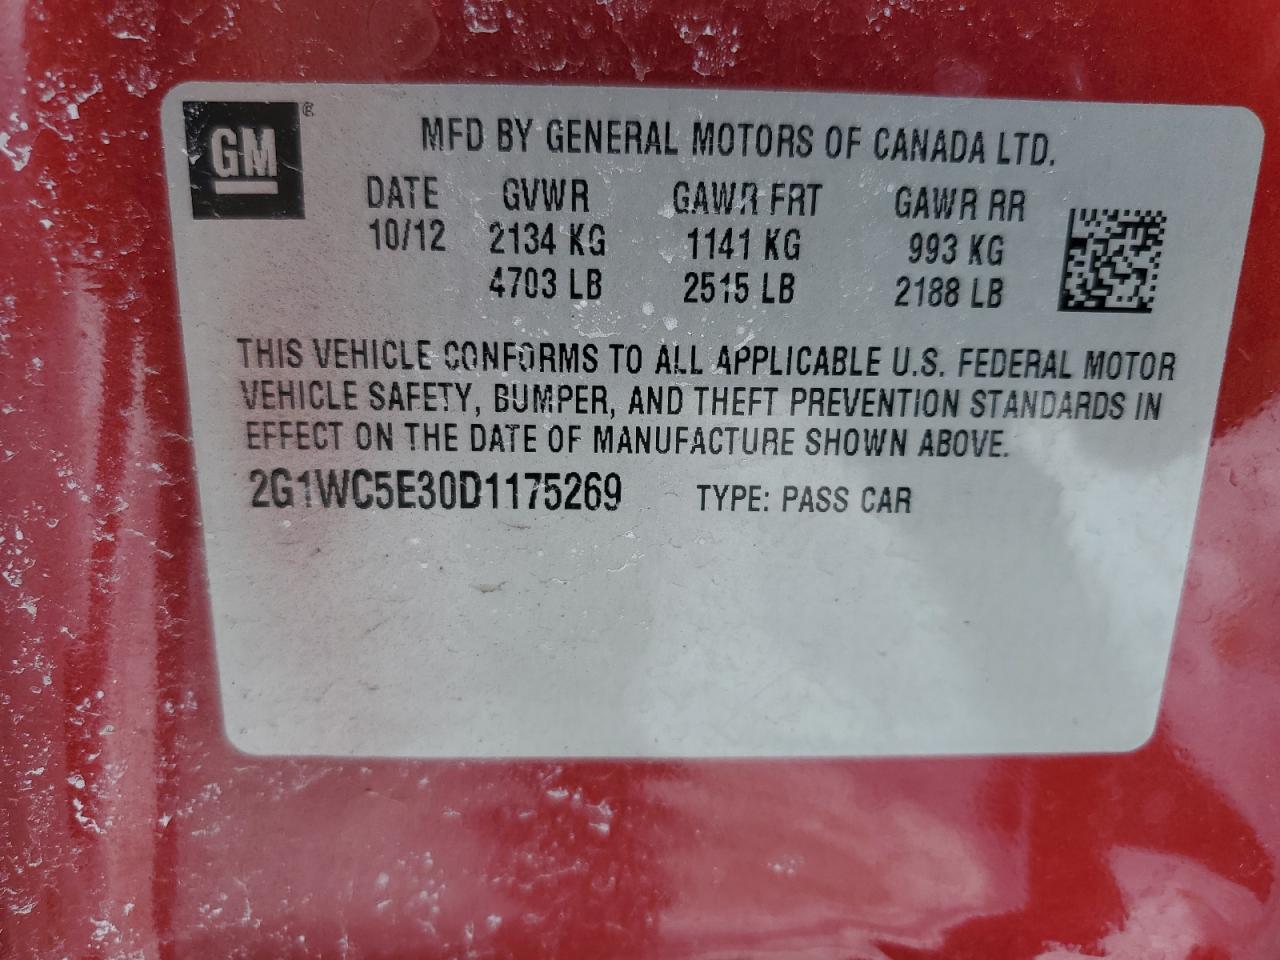 GM ®
MFD BY GENERAL MOTORS OF CANADA LTD.
DATE GVWR GAWR FRT GAWR RR
10/12 2134 KG 1141 KG 993 KG
4703 LB 2515 LB 2188 LB
THIS VEHICLE CONFORMS TO ALL APPLICABLE U.S. FEDERAL MOTOR
VEHICLE SAFETY, BUMPER, AND THEFT PREVENTION STANDARDS IN
EFFECT ON THE DATE OF MANUFACTURE SHOWN ABOVE.
2G1WC5E30D1175269 TYPE: PASS CAR